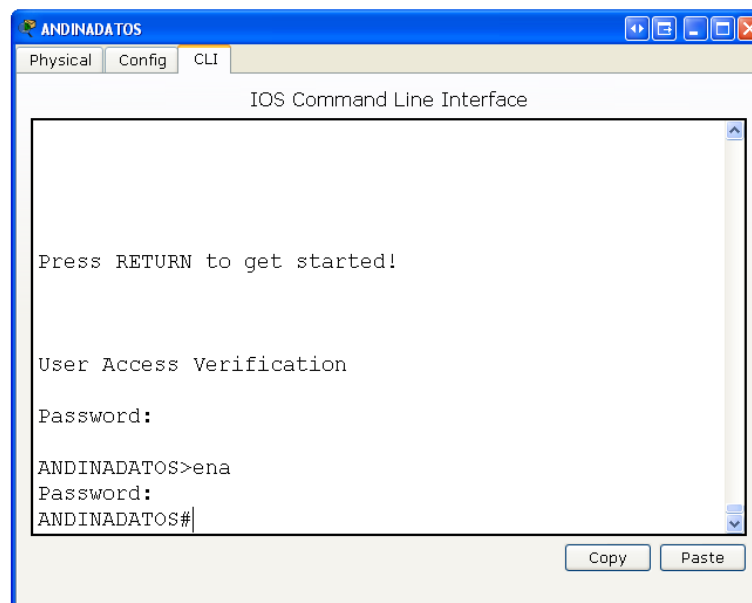 ANDINADATOS
Physical Config CLI
IOS Command Line Interface
Press RETURN to get started!
User Access Verification
Password:
ANDINADATOS>ena
Password:
ANDINADATOS#
Copy Paste